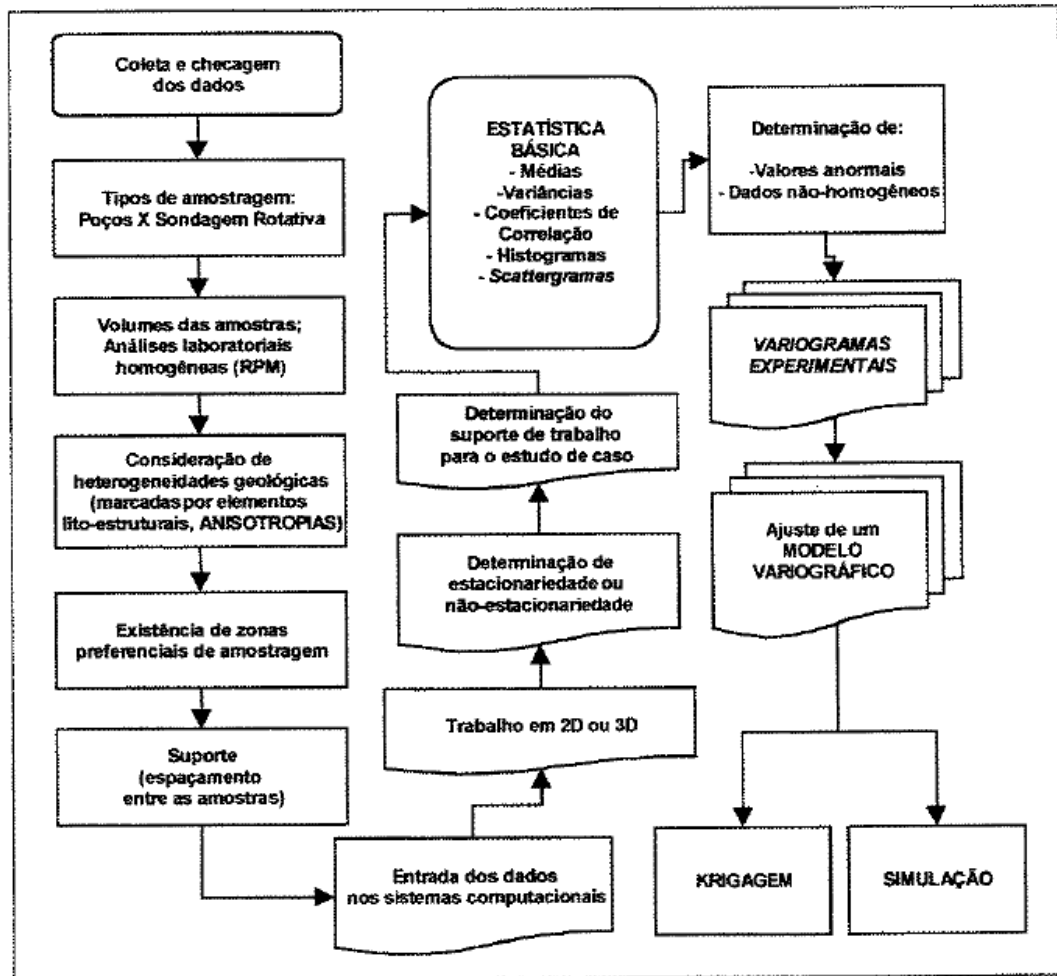 Coleta e checagem
dos dados
Tipos de amostragem:
Poços X Sondagem Rotativa
Volumes das amostras;
Análises laboratoriais
homogêneas (RPM)
Consideração de
heterogeneidades geológicas
(marcadas por elementos
lito-estruturais, ANISOTROPIAS)
Existência de zonas
preferenciais de amostragem
Suporte
(espaçamento
entre as amostras)
Entrada dos dados
nos sistemas computacionais
Trabalho em 2D ou 3D
Determinação de
estacionariedade ou
não-estacionariedade
Determinação do
suporte de trabalho
para o estudo de caso
ESTATÍSTICA
BÁSICA
- Médias
-Variâncias
- Coeficientes de
Correlação
- Histogramas
- Scattergramas
Determinação de:
-Valores anormais
- Dados não-homogêneos
VARIOGRAMAS
EXPERIMENTAIS
Ajuste de um
MODELO
VARIOGRÁFICO
KRIGAGEM
SIMULAÇÃO